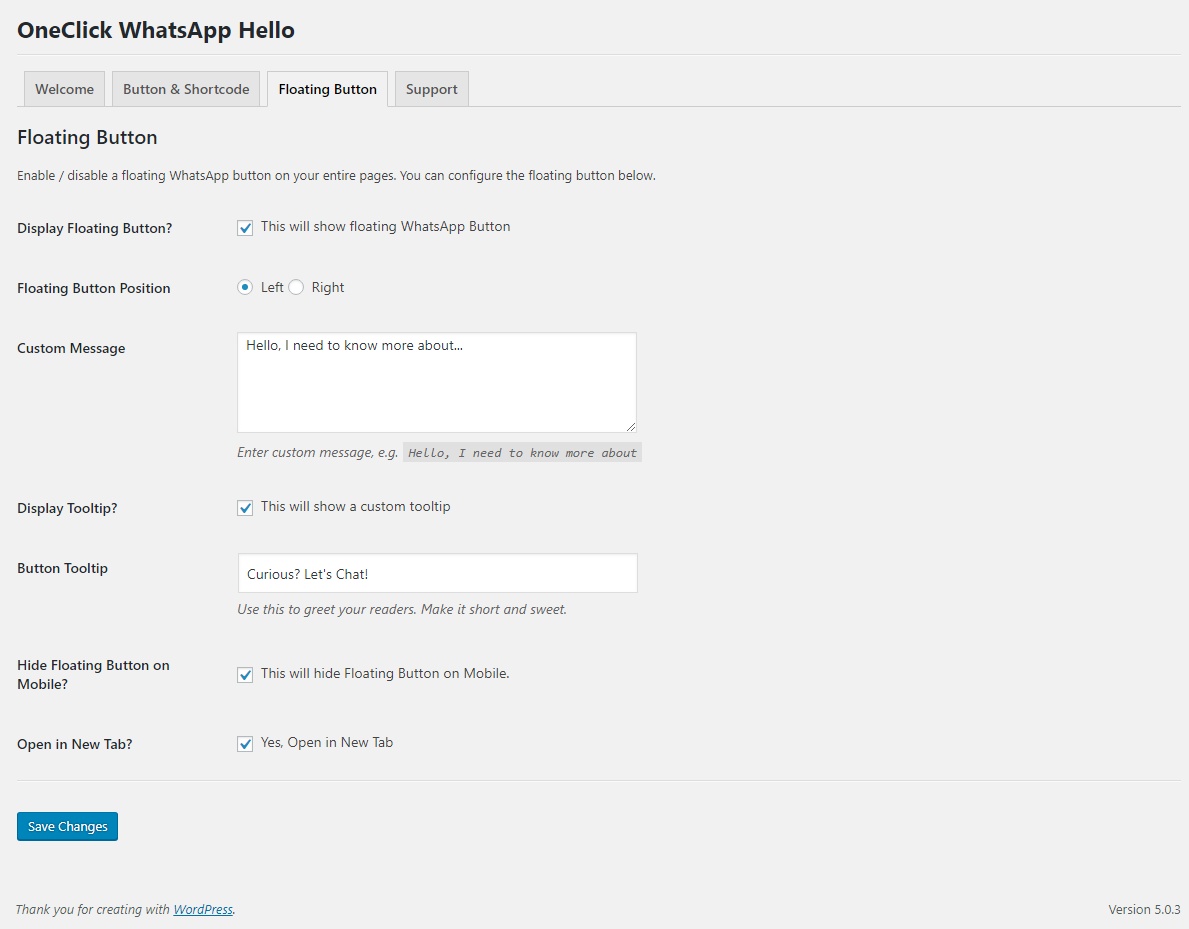 OneClick WhatsApp Hello
Welcome
Button & Shortcode
Floating Button
Support
Floating Button
Enable / disable a floating WhatsApp button on your entire pages. You can configure the floating button below.
Display Floating Button?
This will show floating WhatsApp Button
Floating Button Position
Left
Right
Custom Message
Hello, I need to know more about...
Enter custom message, e.g. Hello, I need to know more about
Display Tooltip?
This will show a custom tooltip
Button Tooltip
Curious? Let's Chat!
Use this to greet your readers. Make it short and sweet.
Hide Floating Button on
Mobile?
This will hide Floating Button on Mobile.
Open in New Tab?
Yes, Open in New Tab
Save Changes
Thank you for creating with WordPress.
Version 5.0.3